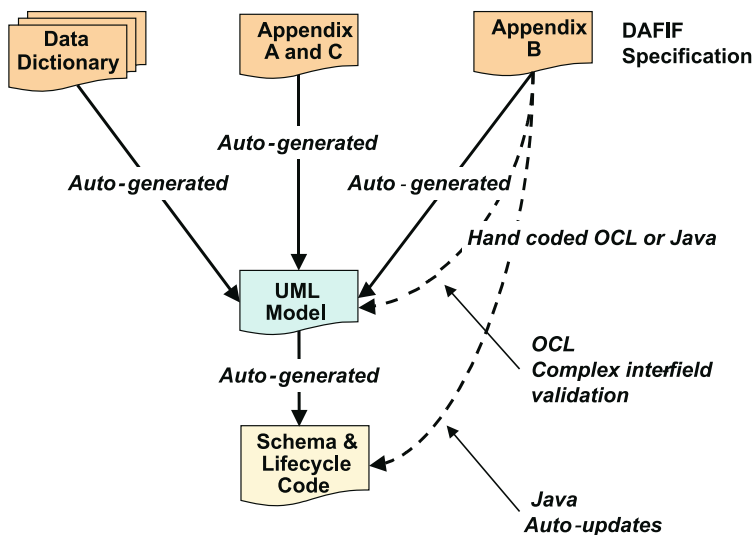 Data
Dictionary
Appendix
A and C
Appendix
B
DAFIF
Specification
Auto-generated
Auto-generated
Auto - generated
Hand coded OCL or Java
UML
Model
OCL
Complex interfield
validation
Auto-generated
Schema &
Lifecycle
Code
Java
Auto-updates